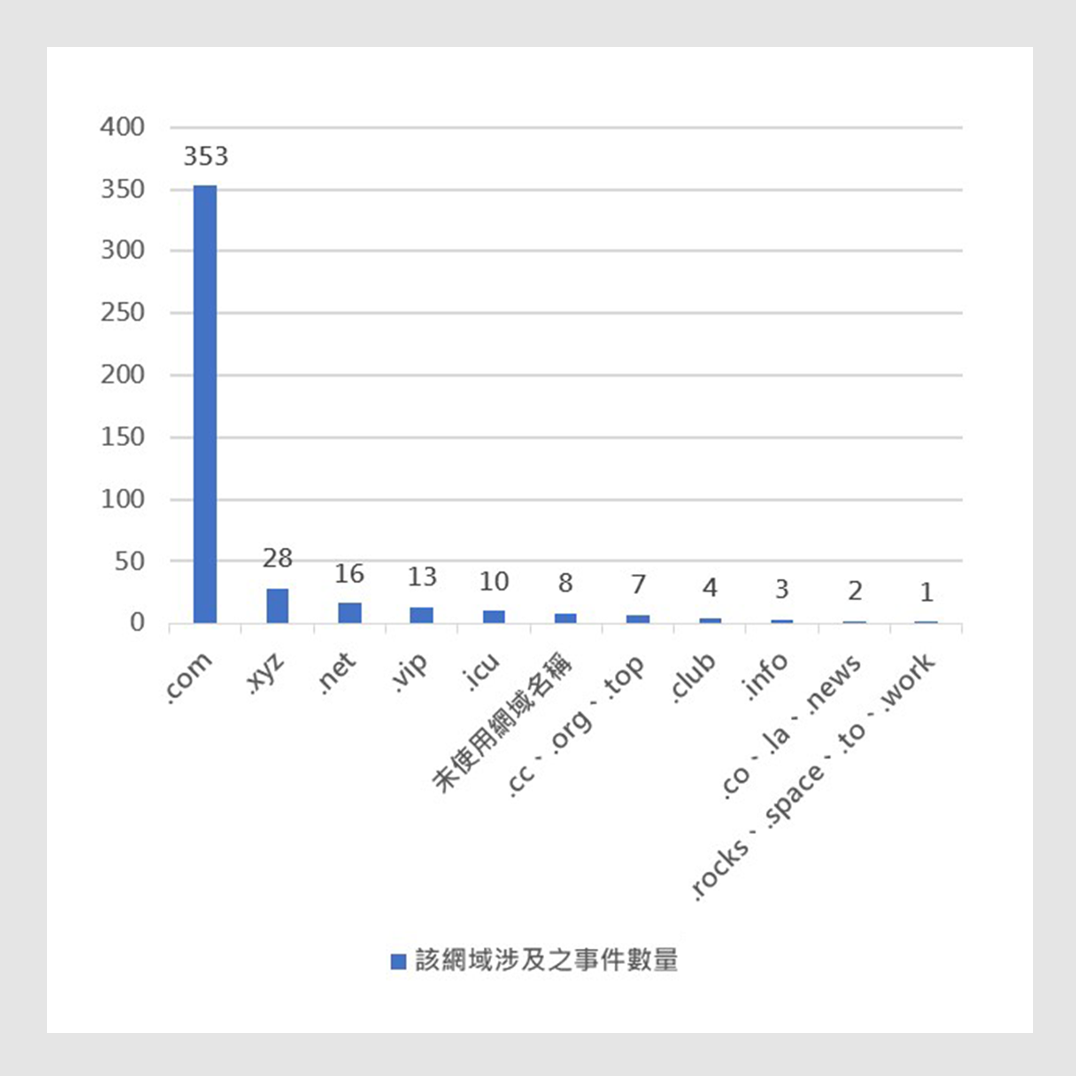 400
353
350
300
250
200
150
100
50
0
28
16
13
10
8
7
4
3
2
1
.com
.xyz
.net
.vip
.icu
未使用網域名稱
.cc、.org、.top
.club
.info
.co、.la、.news
.rocks、.space、.to、.work
該網域涉及之事件數量